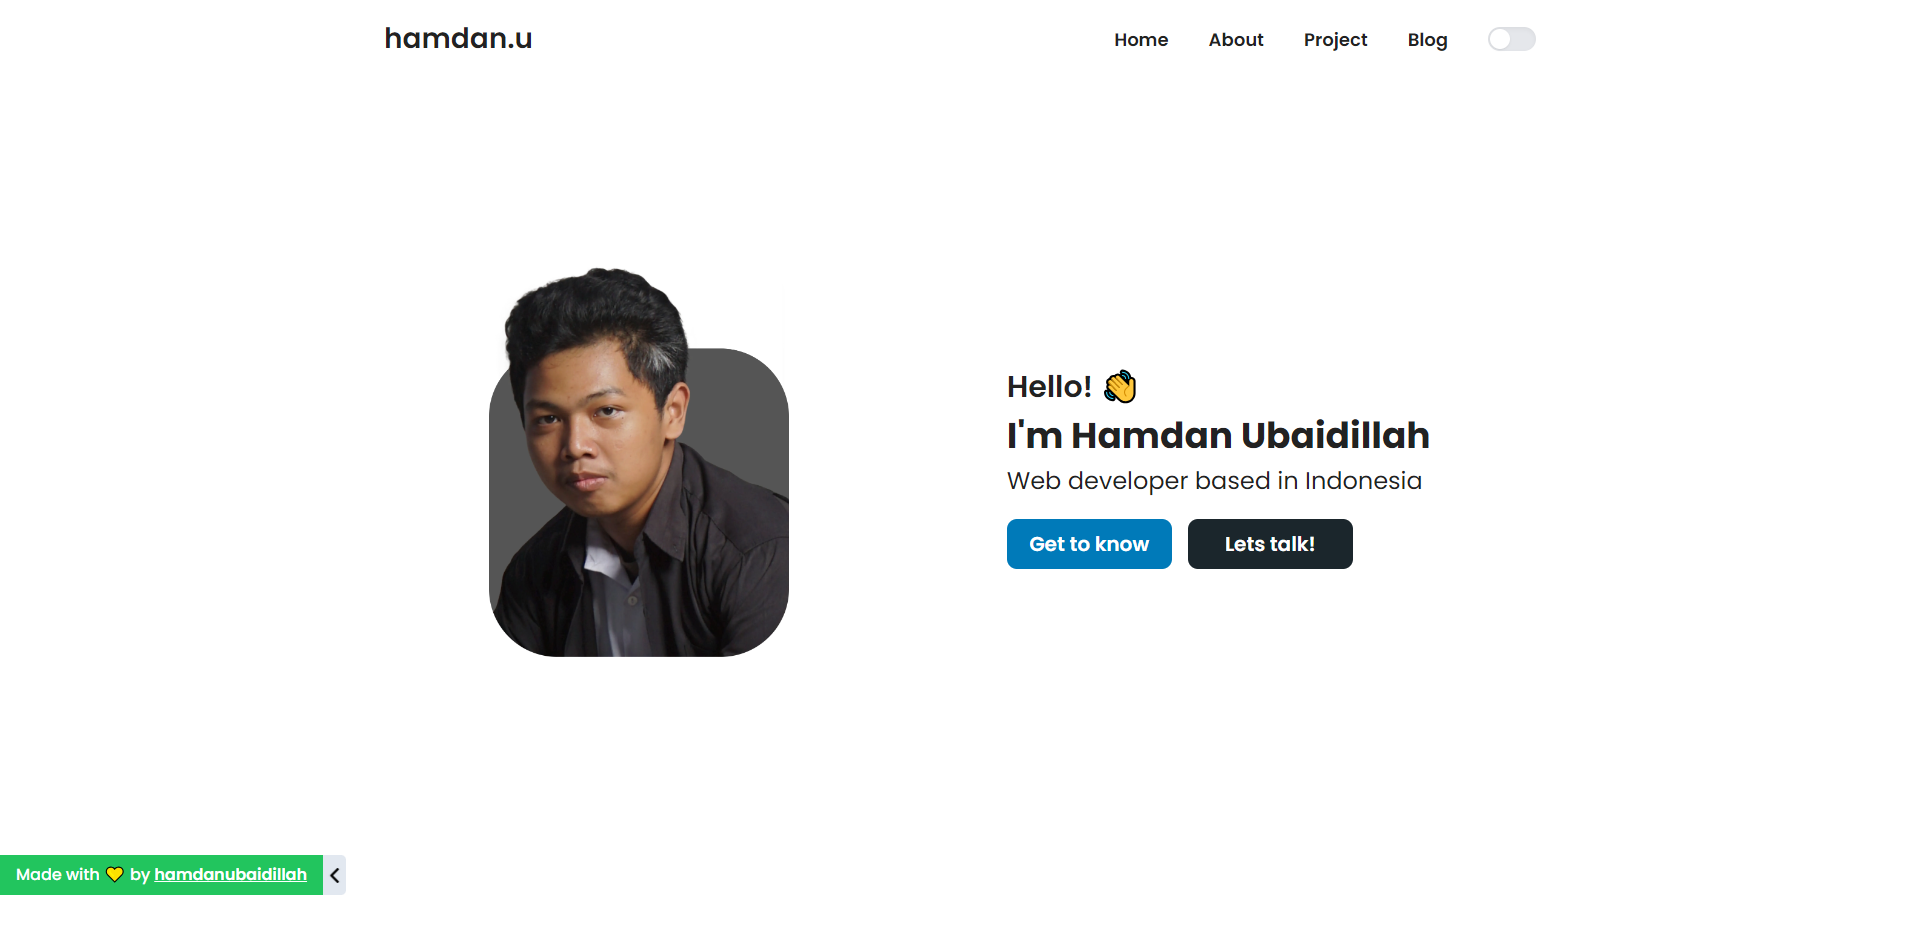 hamdan.u
Home About Project Blog
Hello! 👋
I'm Hamdan Ubaidillah
Web developer based in Indonesia
Get to know Lets talk!
Made with 💛 by hamdanubaidillah